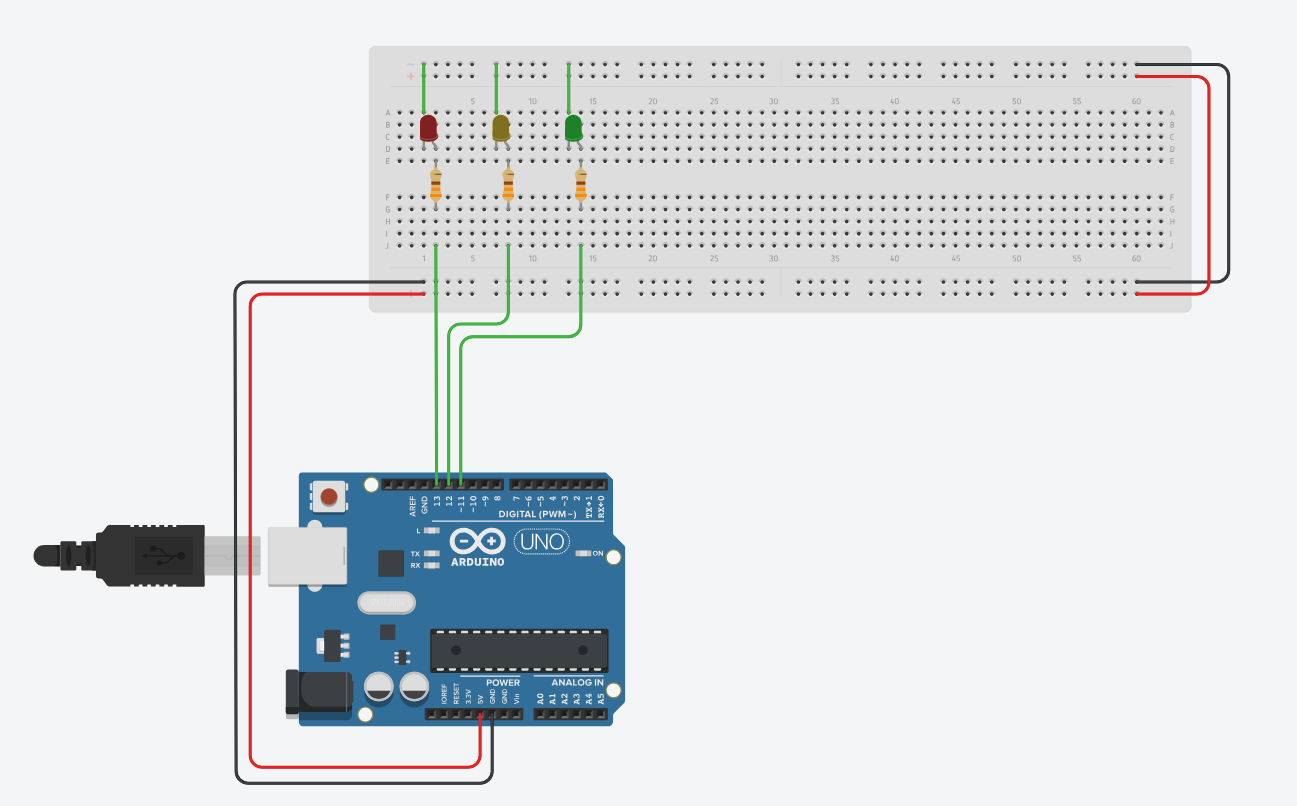 - -
+ +
5 10 15 20 25 30 35 40 45 50 55 60
A A
B B
C C
D D
E E
F F
G G
H H
I I
J J
1 5 10 15 20 25 30 35 40 45 50 55 60
AREF GND 13 12 ~11 ~10 ~9 8 7 ~6 ~5 4 ~3 2 TX→1 RX←0
DIGITAL (PWM ~)
L
UNO
TX ON
RX
ARDUINO
POWER ANALOG IN
IOREF RESET 3.3V 5V GND GND Vin A0 A1 A2 A3 A4 A5